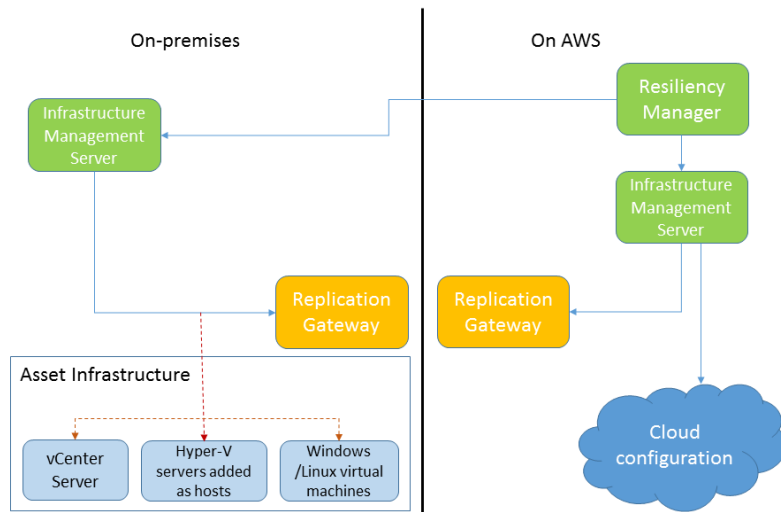 On-premises
On AWS
Infrastructure
Management
Server
Resiliency
Manager
Infrastructure
Management
Server
Replication
Gateway
Replication
Gateway
Asset Infrastructure
vCenter
Server
Hyper-V
servers added
as hosts
Windows
/Linux virtual
machines
Cloud
configuration